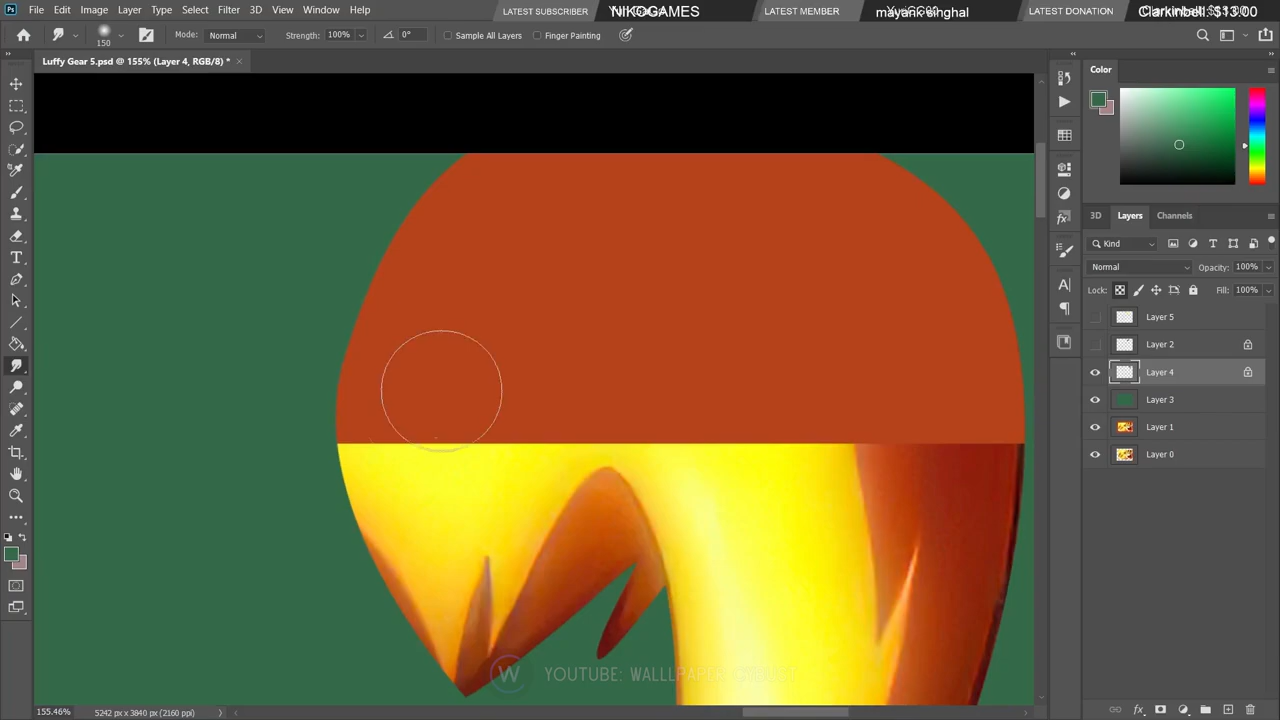 LATEST SUBSCRIBER
NIKOGAMES
LATEST MEMBER
mayank singhal
LATEST DONATION
Clarkinbell: $13.00
Ps File Edit Image Layer Type Select Filter 3D View Window Help
150 Mode: Normal Strength: 100% 0° Sample All Layers Finger Painting
Luffy Gear 5.psd @ 155% (Layer 4, RGB/8) * ×
Color
3D Layers Channels
Kind
Normal Opacity: 100%
Lock: Fill: 100%
Layer 5
Layer 2
Layer 4
Layer 3
Layer 1
Layer 0
W YOUTUBE: WALLLPAPER
155.46% 5242 px x 3840 px (2160 ppi)